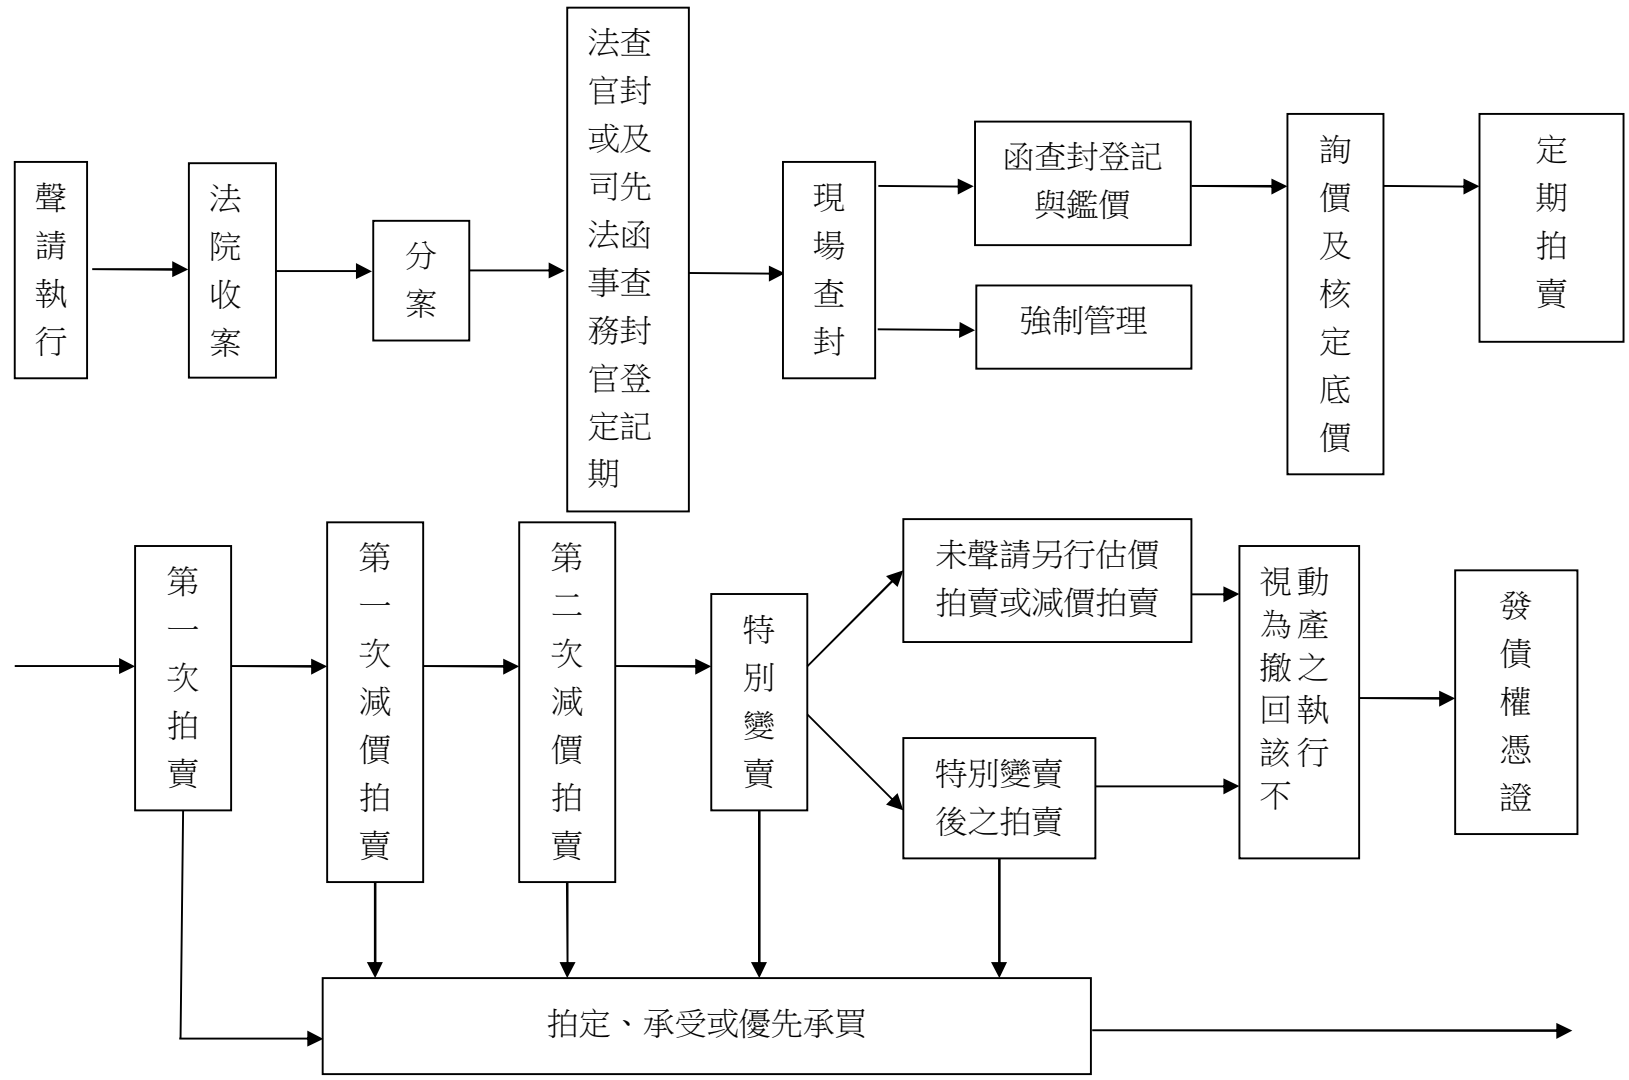 聲請執行
法院收案
分案
法官或司法事務官定期
查封及先函查封登記
現場查封
函查封登記
與鑑價
強制管理
詢價及核定底價
定期拍賣
第一次拍賣
第一次減價拍賣
第二次減價拍賣
特別變賣
未聲請另行估價
拍賣或減價拍賣
特別變賣
後之拍賣
視為撤回該不
動產之執行
發債權憑證
拍定、承受或優先承買